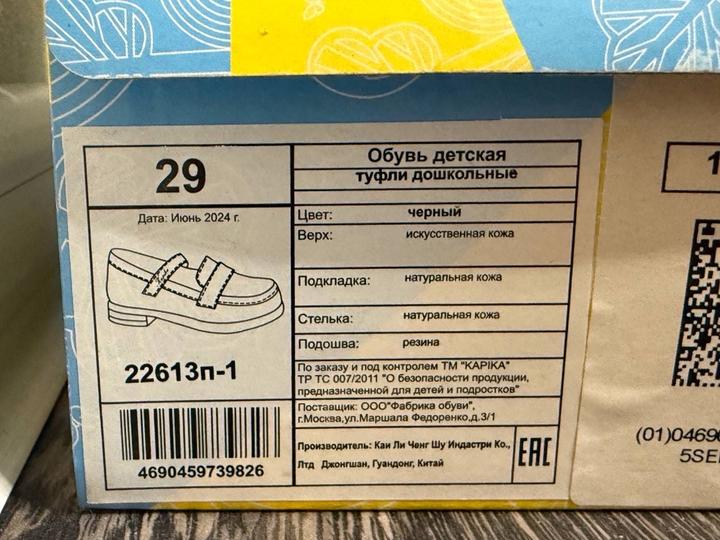 29
Дата: Июнь 2024 г.
22613п-1
4690459739826
Обувь детская
туфли дошкольные
Цвет: черный
Верх: искусственная кожа
Подкладка: натуральная кожа
Стелька: натуральная кожа
Подошва: резина
По заказу и под контролем ТМ "KAPIKA"
ТР ТС 007/2011 "О безопасности продукции,
предназначенной для детей и подростков"
Поставщик: ООО"Фабрика обуви",
г.Москва,ул.Маршала Федоренко,д.3/1
Производитель: Каи Ли Ченг Шу Индастри Ко.,
Лтд Джонгшан, Гуандонг, Китай
EAC
1
(01)0469
5SE